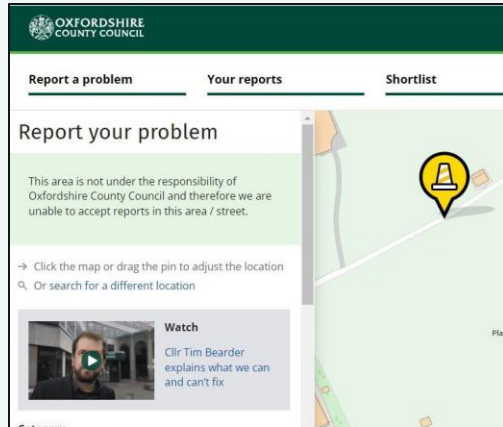 OXFORDSHIRE
COUNTY COUNCIL
Report a problem
Your reports
Shortlist
Report your problem
This area is not under the responsibility of
Oxfordshire County Council and therefore we are
unable to accept reports in this area / street.
→ Click the map or drag the pin to adjust the location
Or search for a different location
Watch
Cllr Tim Bearder
explains what we can
and can't fix
Pla